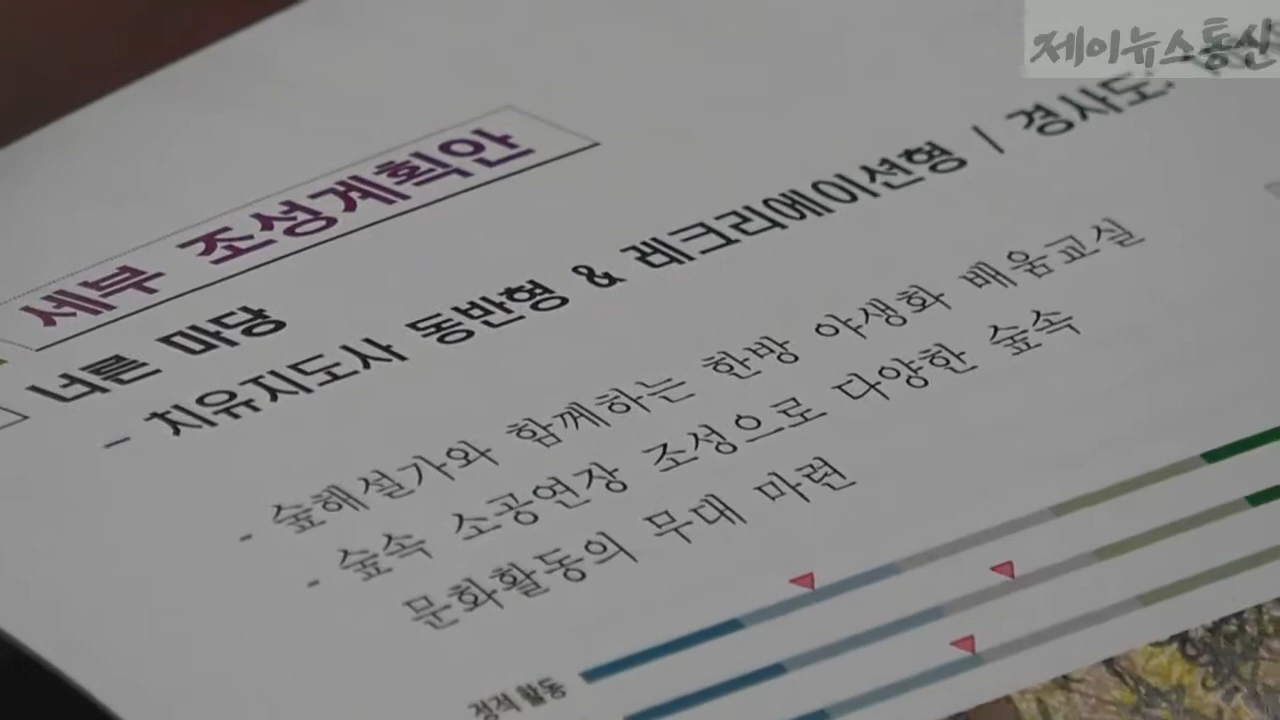 제이뉴스통신
세부 조성계획안
너른 마당
- 치유지도사 동반형 & 레크리에이션형 / 경사도:
- 숲해설가와 함께하는 한방 야생화 배움교실
- 숲속 소공연장 조성으로 다양한 숲속
문화활동의 무대 마련
정적 활동